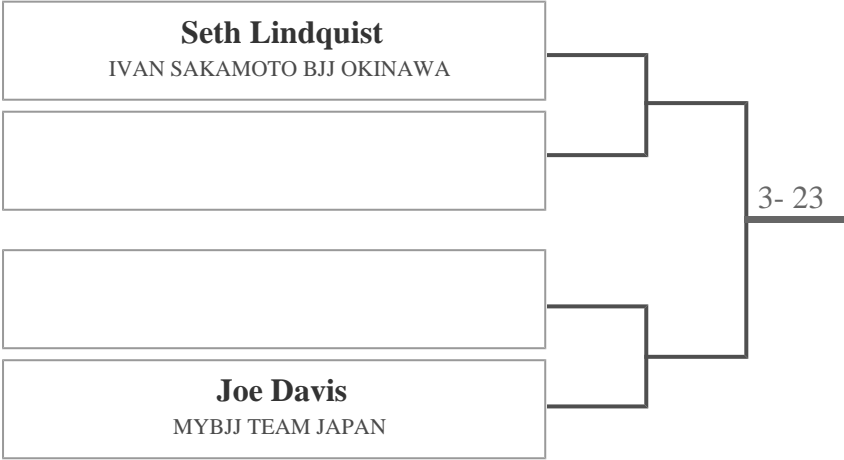 Seth Lindquist
IVAN SAKAMOTO BJJ OKINAWA
3- 23
Joe Davis
MYBJJ TEAM JAPAN